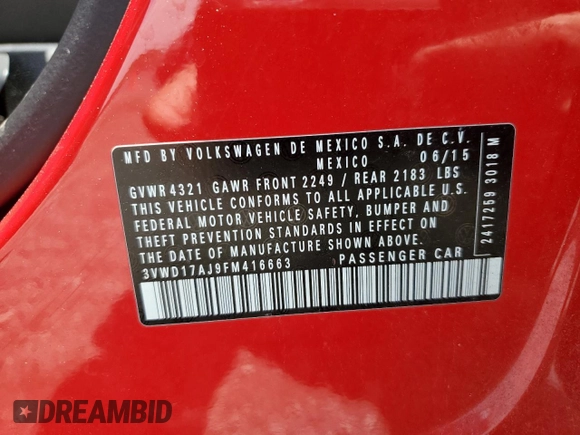 MFD BY VOLKSWAGEN DE MEXICO S.A. DE C.V.
MEXICO 06/15
GVWR 4321 GAWR FRONT 2249 / REAR 2183 LBS
THIS VEHICLE CONFORMS TO ALL APPLICABLE U.S.
FEDERAL MOTOR VEHICLE SAFETY, BUMPER AND
THEFT PREVENTION STANDARDS IN EFFECT ON
THE DATE OF MANUFACTURE SHOWN ABOVE.
3VWD17AJ9FM416663 PASSENGER CAR
2417259 3018 M
DREAMBID